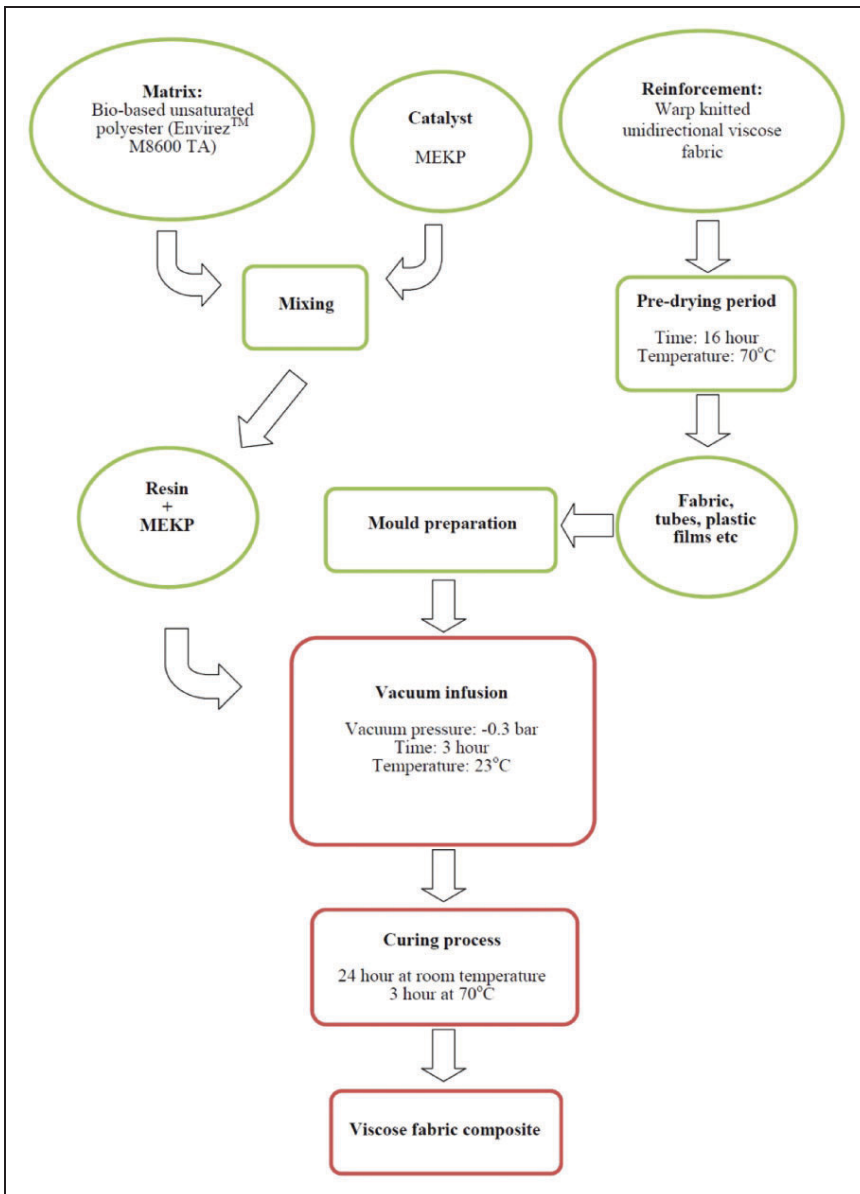 Matrix:
Bio-based unsaturated
polyester (Envirez™
M8600 TA)
Catalyst
MEKP
Reinforcement:
Warp knitted
unidirectional viscose
fabric
Mixing
Pre-drying period
Time: 16 hour
Temperature: 70°C
Resin
+
MEKP
Mould preparation
Fabric,
tubes, plastic
films etc
Vacuum infusion
Vacuum pressure: -0.3 bar
Time: 3 hour
Temperature: 23°C
Curing process
24 hour at room temperature
3 hour at 70°C
Viscose fabric composite